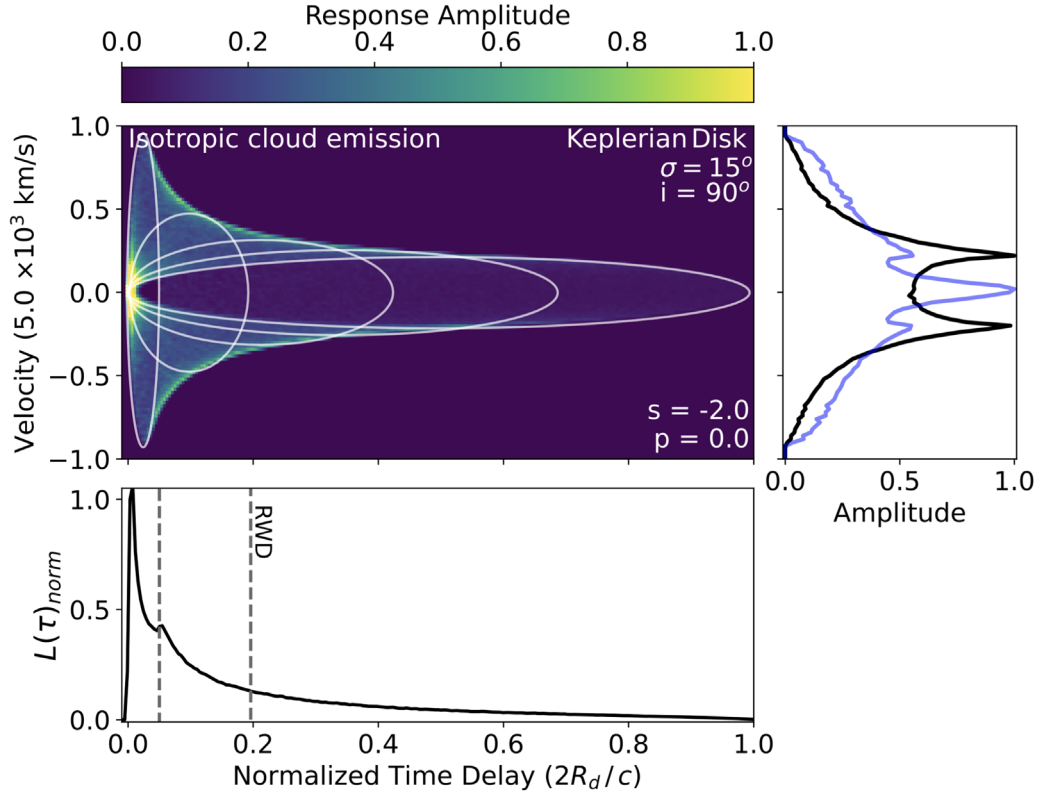 Response Amplitude
0.0 0.2 0.4 0.6 0.8 1.0
Isotropic cloud emission
Keplerian Disk
σ = 15°
i = 90°
s = -2.0
p = 0.0
Velocity (5.0 ×10³ km/s)
1.0
0.5
0.0
−0.5
−1.0
0.0 0.5 1.0
Amplitude
RWD
L(τ)norm
1.0
0.5
0.0
0.0 0.2 0.4 0.6 0.8 1.0
Normalized Time Delay (2Rd/c)